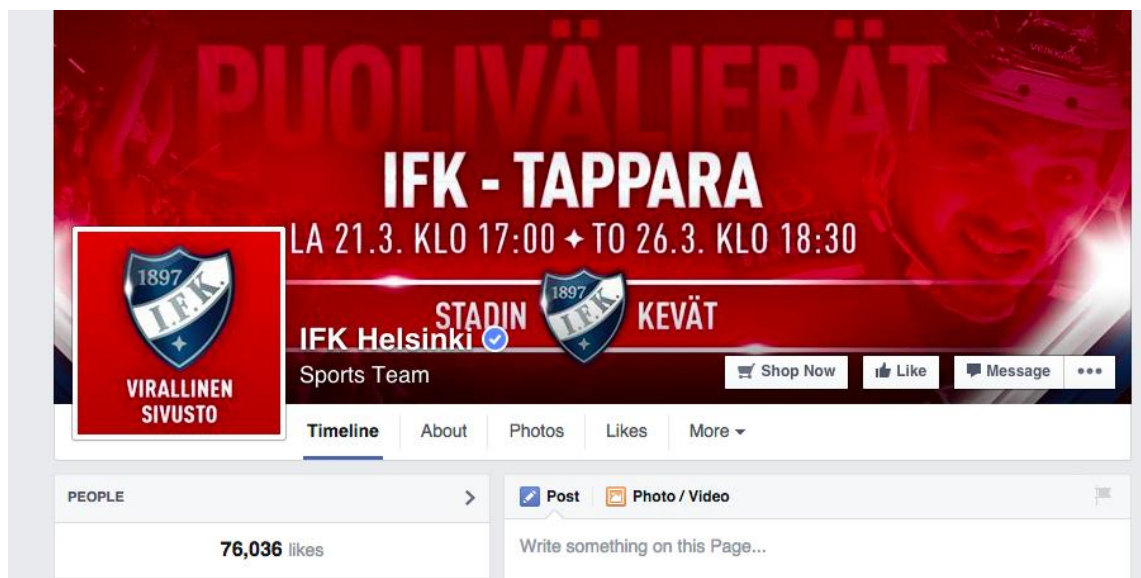 PUOLIVÄLIERÄT
IFK - TAPPARA
LA 21.3. KLO 17:00 ✦ TO 26.3. KLO 18:30
STADIN
1897
I.F.K.
KEVÄT
1897
I.F.K.
VIRALLINEN
SIVUSTO
IFK Helsinki
Sports Team
Shop Now
Like
Message
Timeline
About
Photos
Likes
More
PEOPLE
76,036 likes
Post
Photo / Video
Write something on this Page...